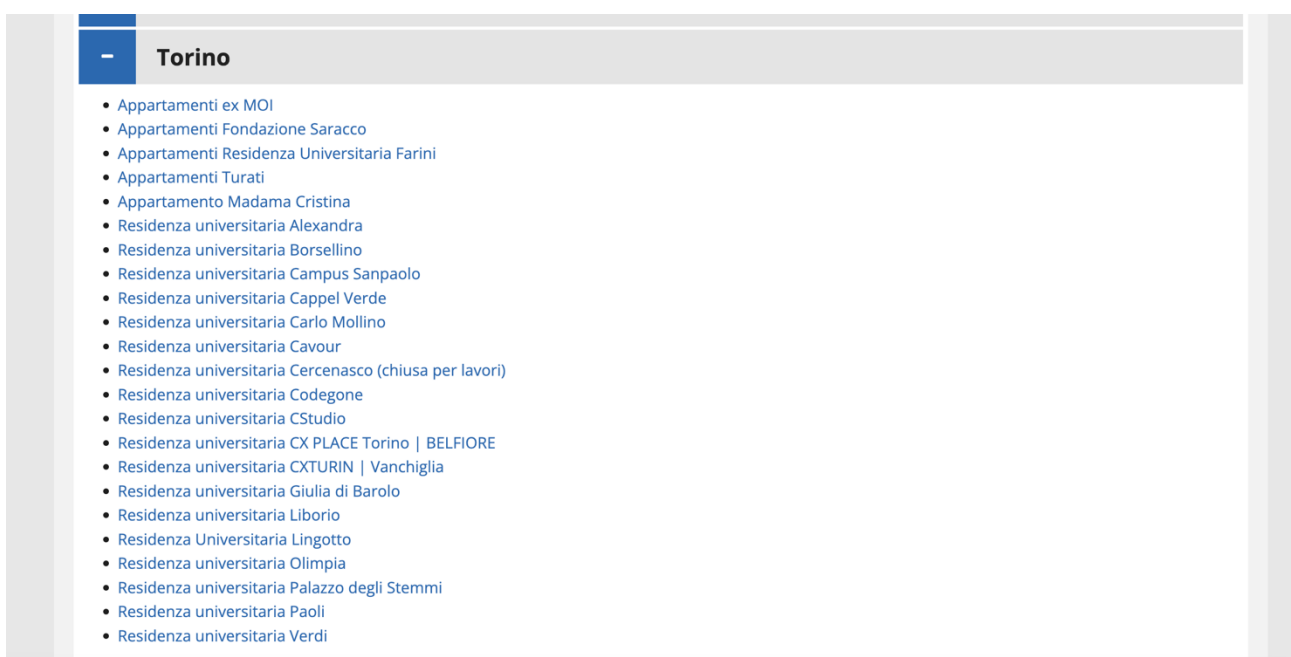 Torino
Appartamenti ex MOI
Appartamenti Fondazione Saracco
Appartamenti Residenza Universitaria Farini
Appartamenti Turati
Appartamento Madama Cristina
Residenza universitaria Alexandra
Residenza universitaria Borsellino
Residenza universitaria Campus Sanpaolo
Residenza universitaria Cappel Verde
Residenza universitaria Carlo Mollino
Residenza universitaria Cavour
Residenza universitaria Cercenasco (chiusa per lavori)
Residenza universitaria Codegone
Residenza universitaria CStudio
Residenza universitaria CX PLACE Torino | BELFIORE
Residenza universitaria CXTURIN | Vanchiglia
Residenza universitaria Giulia di Barolo
Residenza universitaria Liborio
Residenza Universitaria Lingotto
Residenza universitaria Olimpia
Residenza universitaria Palazzo degli Stemmi
Residenza universitaria Paoli
Residenza universitaria Verdi